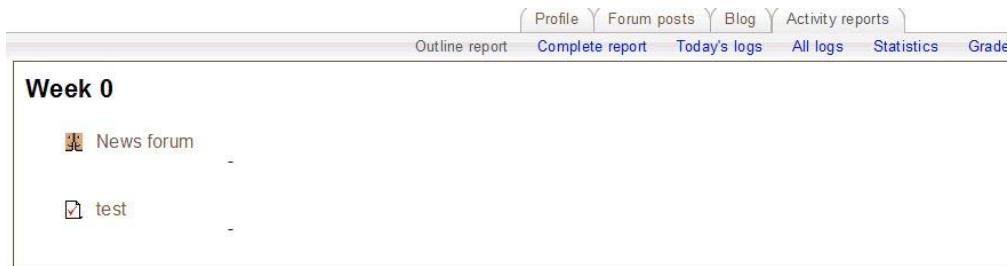 Profile Forum posts Blog Activity reports
Outline report Complete report Today's logs All logs Statistics Grade
Week 0
News forum
-
test
-